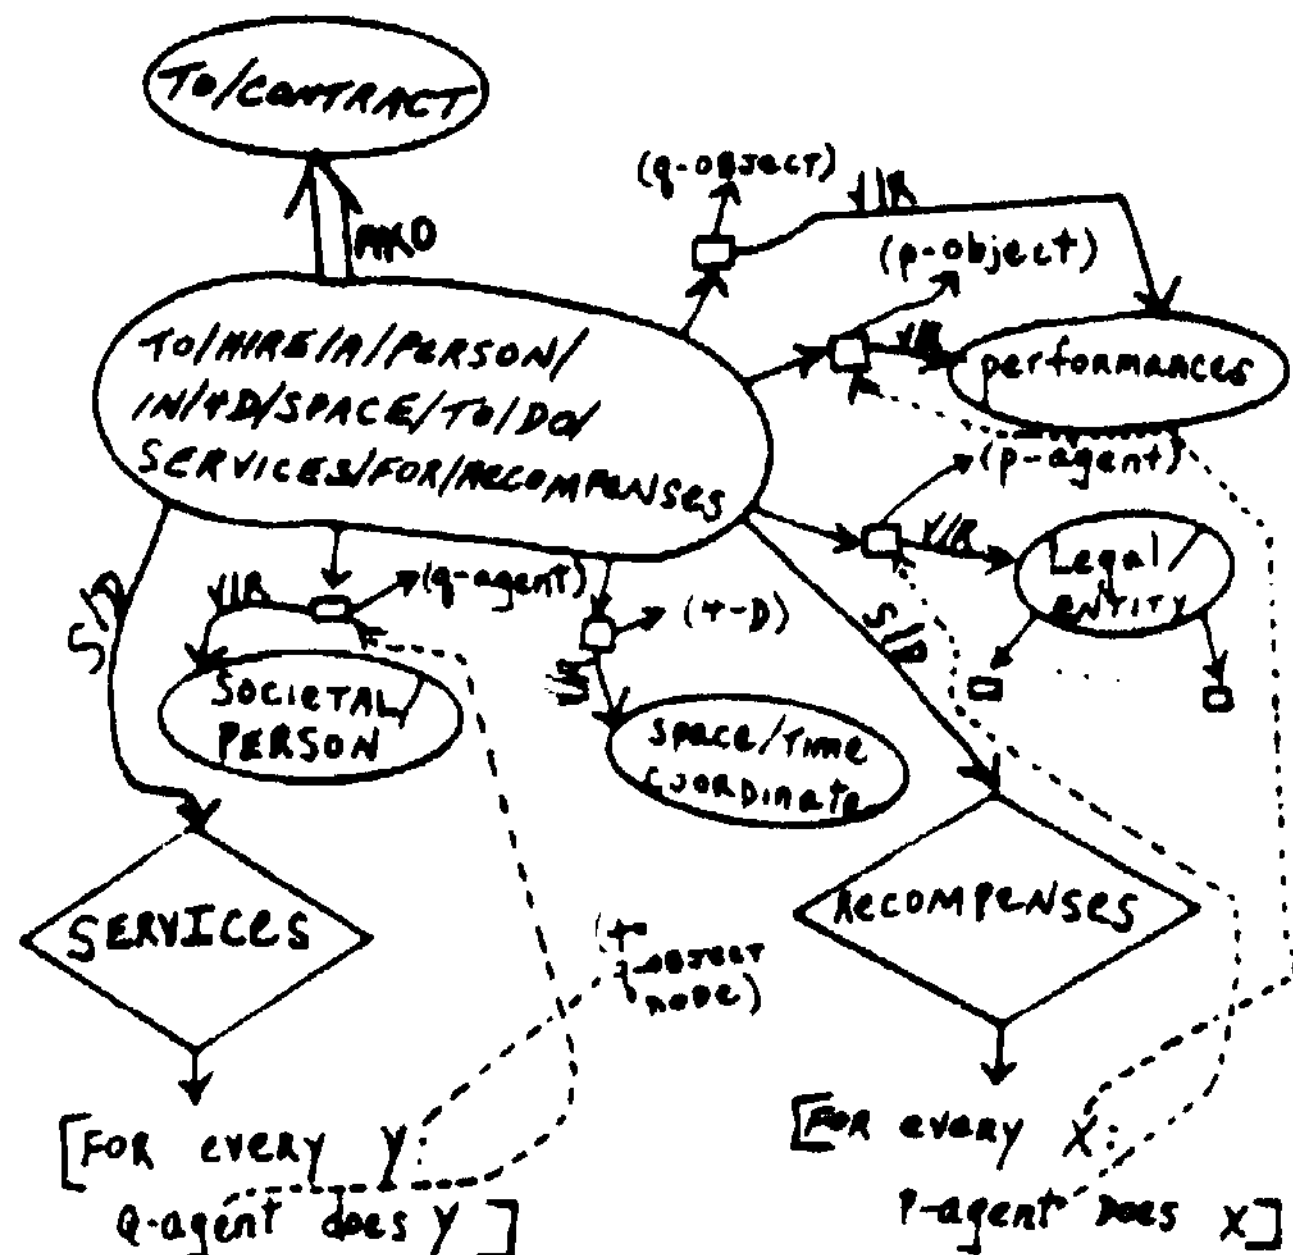 TO/CONTRACT
AKO
(q-OBJECT)
V/R
(p-object)
TO/HIRE/A/PERSON/
IN/4D/SPACE/TO/DO/
SERVICES/FOR/RECOMPENSES
V/R
performances
(p-agent)
V/R
Legal/
ENTITY
V/R
(q-agent)
(4-D)
S/D
S/D
V/R
SOCIETAL/
PERSON
SPACE/TIME
COORDINATE
SERVICES
RECOMPENSES
(to
q-OBJECT
NODE)
[FOR every Y:
Q-agent does Y]
[FOR every X:
P-agent DOES X]